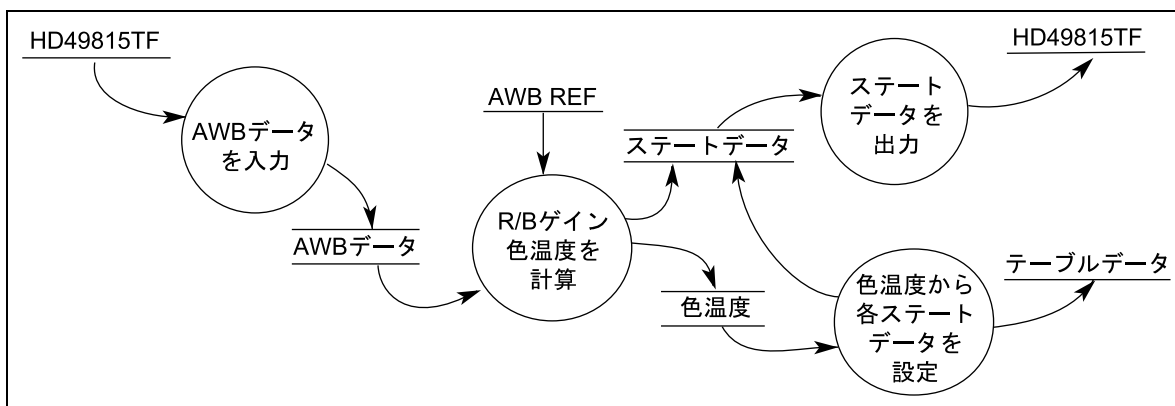 HD49815TF
AWBデータ
を入力
AWBデータ
AWB REF
R/Bゲイン
色温度を
計算
ステートデータ
色温度
ステート
データを
出力
HD49815TF
色温度から
各ステート
データを
設定
テーブルデータ